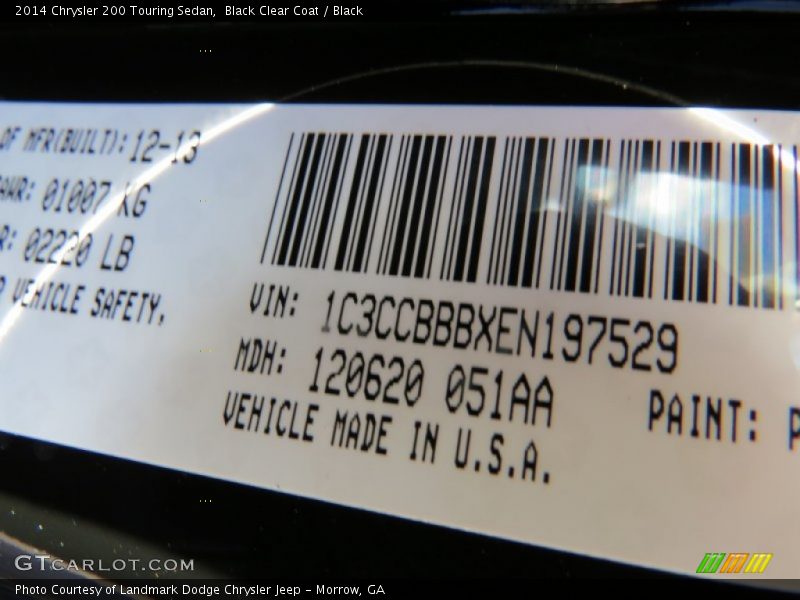 2014 Chrysler 200 Touring Sedan,  Black Clear Coat / Black
OF MFR(BUILT): 12-13
01007 KG
02220 LB
VEHICLE SAFETY,
VIN: 1C3CCBBBXEN197529
MDH: 120620 051AA
PAINT: P
VEHICLE MADE IN U.S.A.
GTCARLOT.COM
Photo Courtesy of Landmark Dodge Chrysler Jeep – Morrow, GA